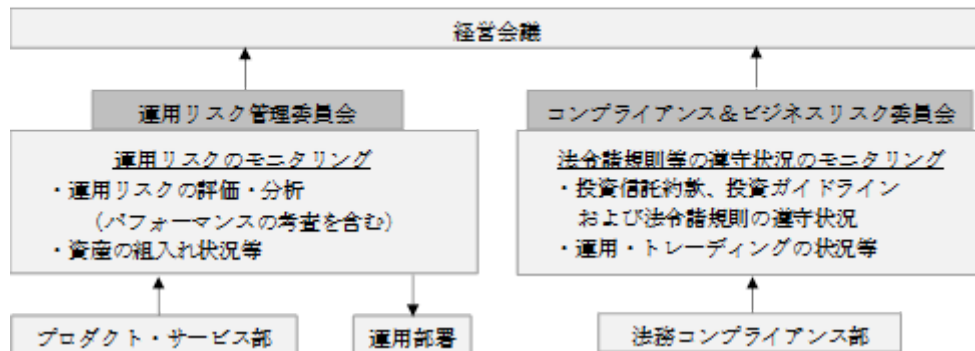 経営会議
運用リスク管理委員会
運用リスクのモニタリング
・運用リスクの評価・分析
(パフォーマンスの考査を含む)
・資産の組入れ状況等
コンプライアンス&ビジネスリスク委員会
法令諸規則等の遵守状況のモニタリング
・投資信託約款、投資ガイドライン
および法令諸規則の遵守状況
・運用・トレーディングの状況等
プロダクト・サービス部
運用部署
法務コンプライアンス部